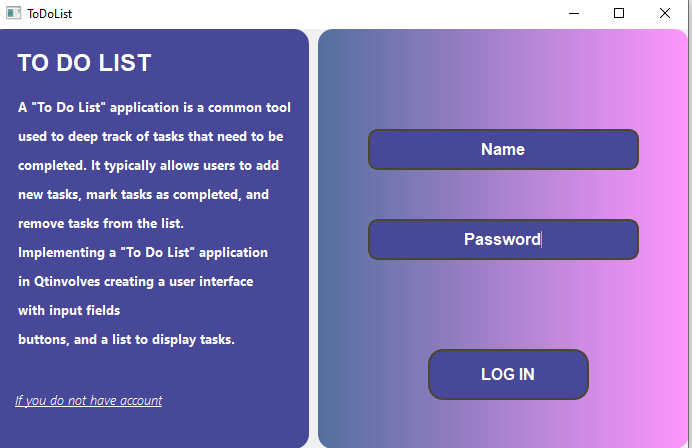 ToDoList
TO DO LIST
A "To Do List" application is a common tool
used to deep track of tasks that need to be
completed. It typically allows users to add
new tasks, mark tasks as completed, and
remove tasks from the list.
Implementing a "To Do List" application
in Qtinvolves creating a user interface
with input fields
buttons, and a list to display tasks.
If you do not have account
Name
Password
LOG IN